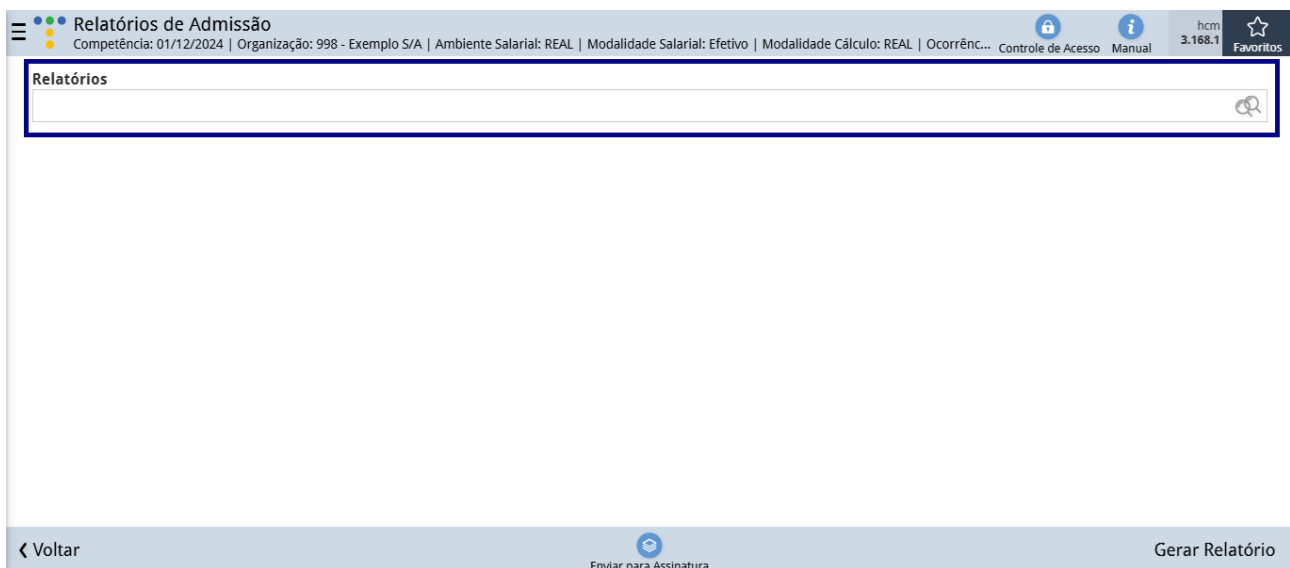 Relatórios de Admissão
Competência: 01/12/2024 | Organização: 998 - Exemplo S/A | Ambiente Salarial: REAL | Modalidade Salarial: Efetivo | Modalidade Cálculo: REAL | Ocorrênc...
Controle de Acesso
Manual
hcm
3.168.1
Favoritos
Relatórios
Voltar
Enviar para Assinatura
Gerar Relatório